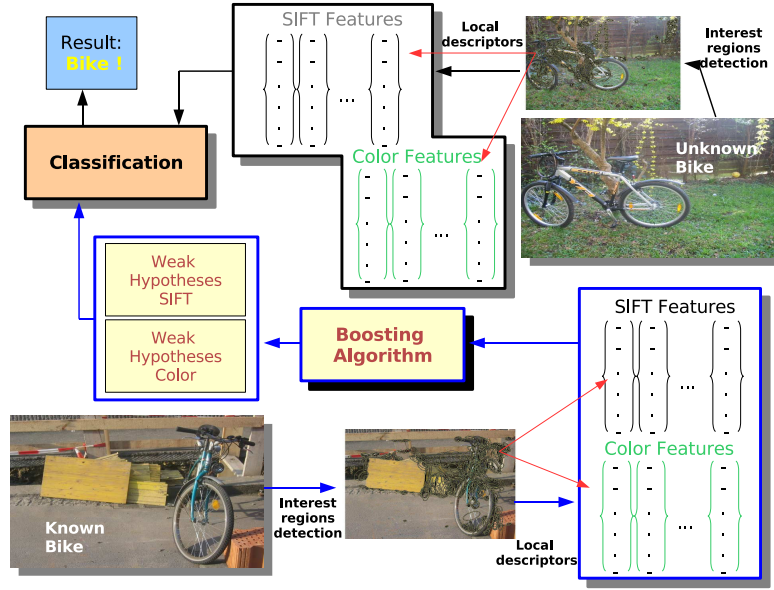 Result:
Bike !
SIFT Features
Local
descriptors
Interest
regions
detection
Classification
Color Features
Unknown
Bike
...
...
Weak
Hypotheses
SIFT
Weak
Hypotheses
Color
Boosting
Algorithm
SIFT Features
...
Color Features
...
Known
Bike
Interest
regions
detection
Local
descriptors